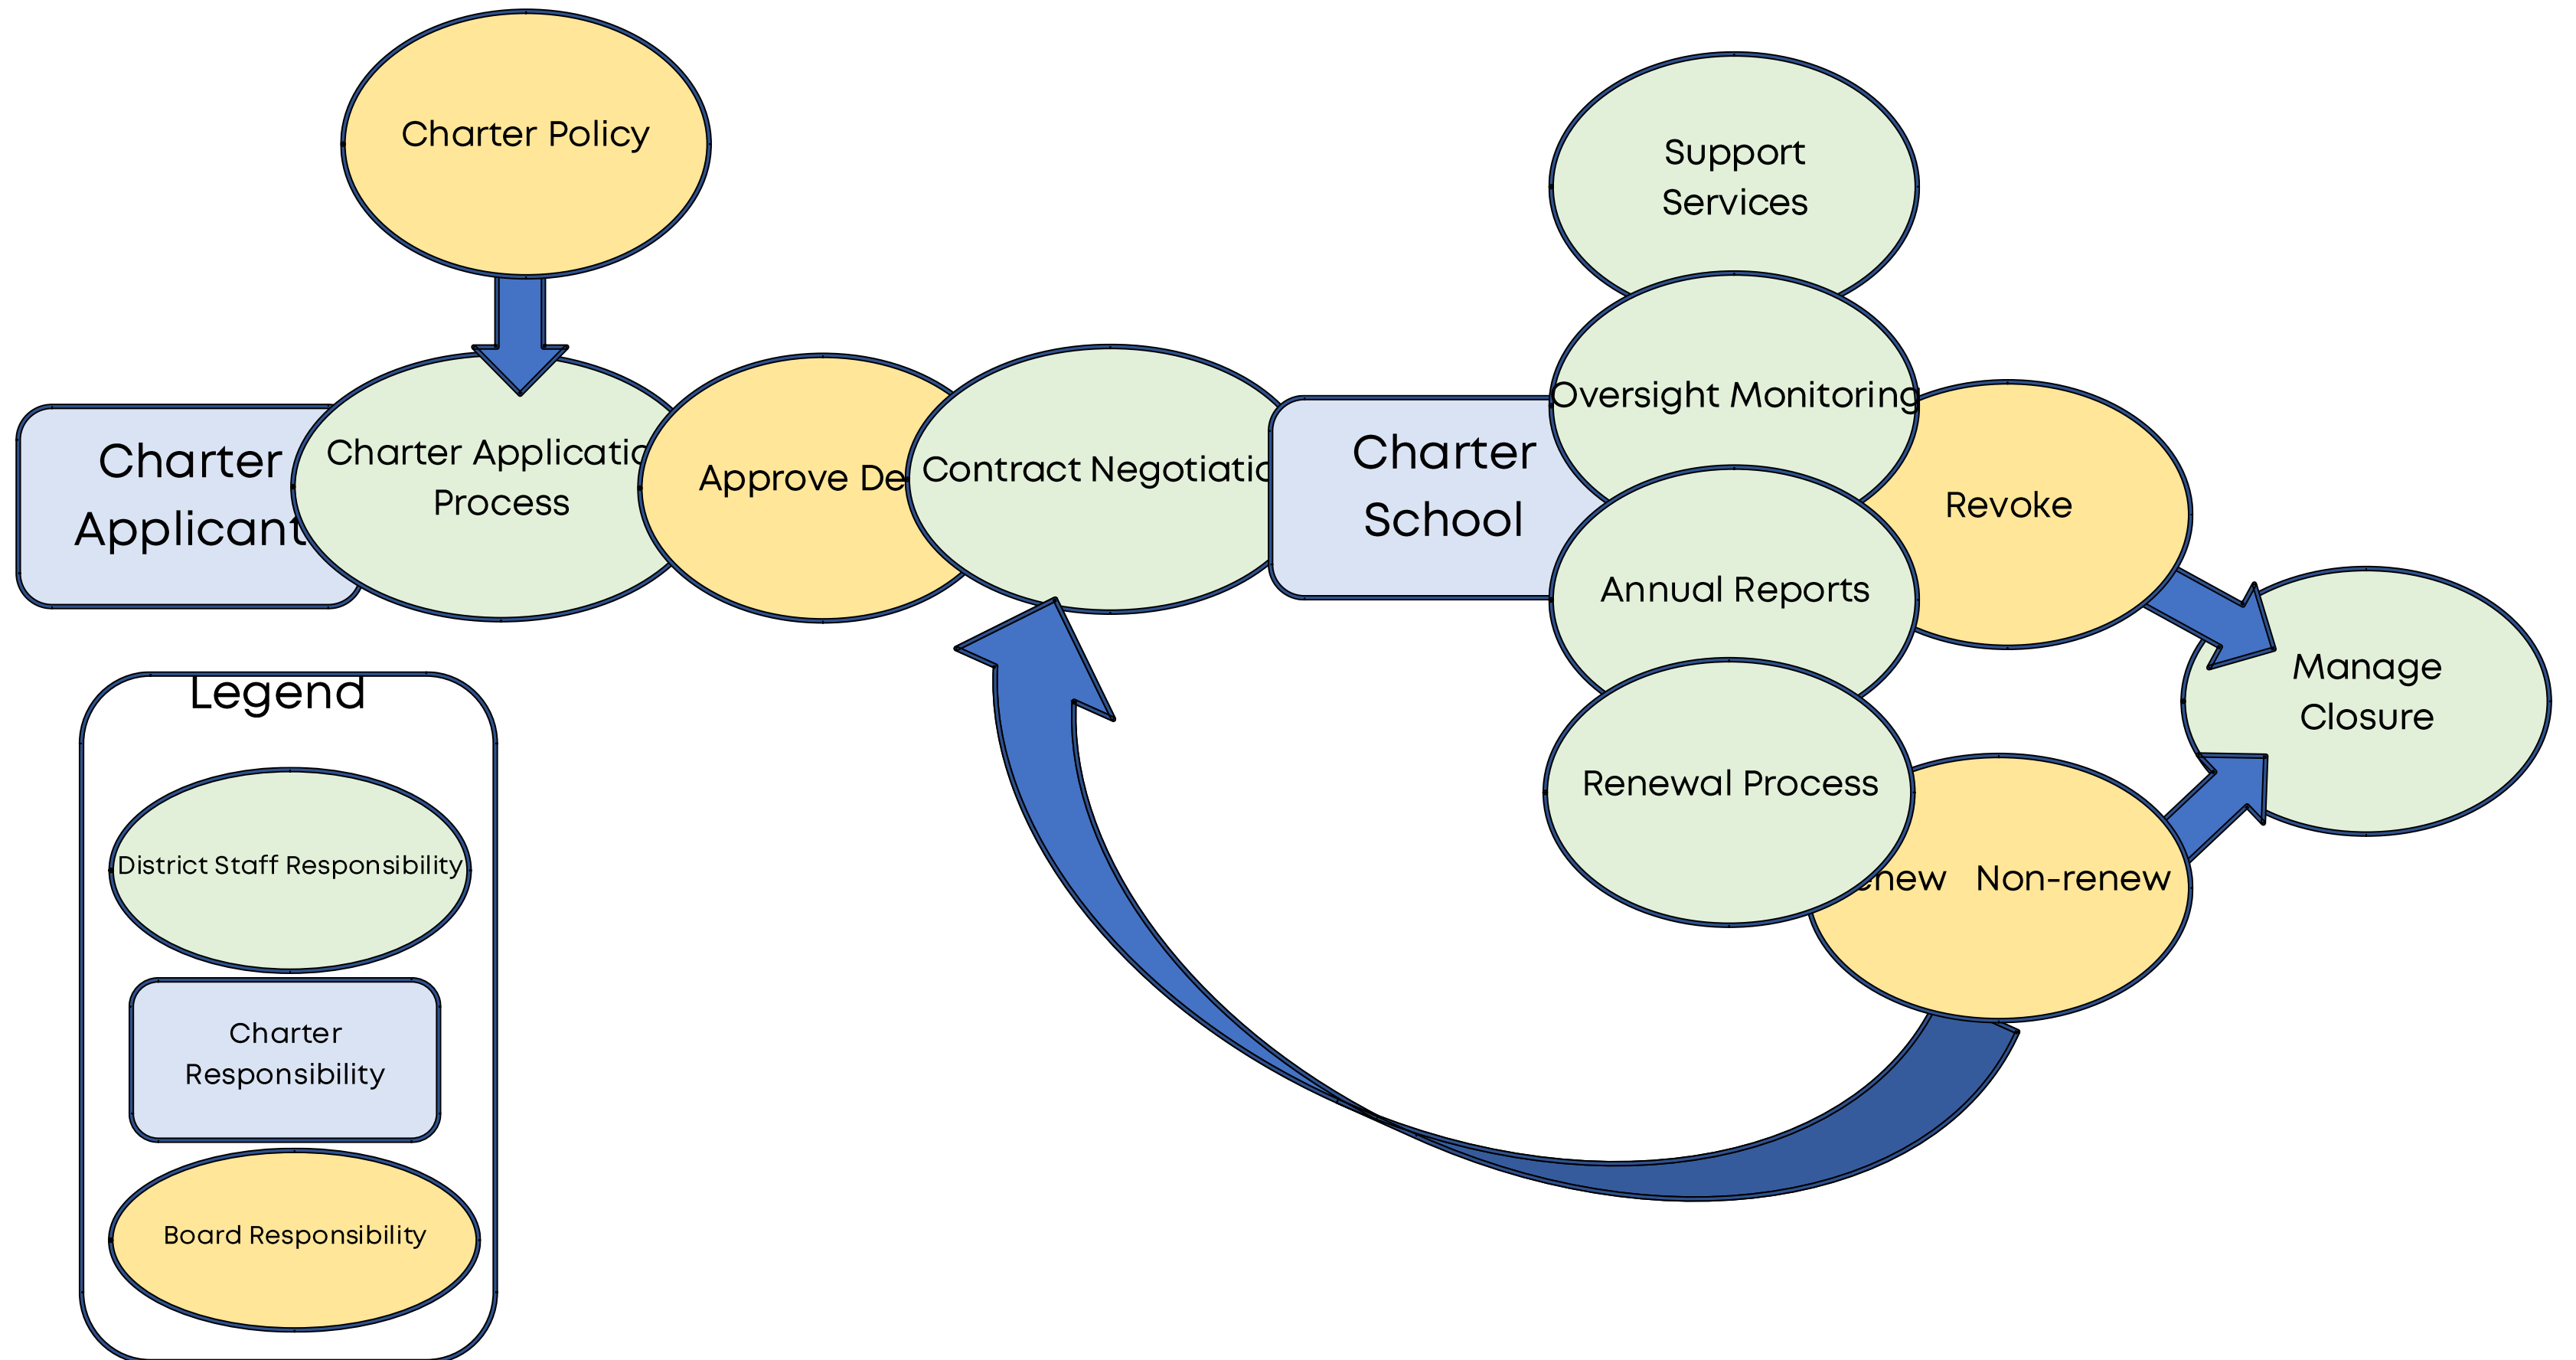 Charter Policy
Support
Services
Charter
Applicant
Charter Applicatio
Process
Approve De
Contract Negotiatio
Charter
School
Oversight Monitoring
Annual Reports
Renewal Process
Revoke
Manage
Closure
enew Non-renew
Legend
District Staff Responsibility
Charter
Responsibility
Board Responsibility